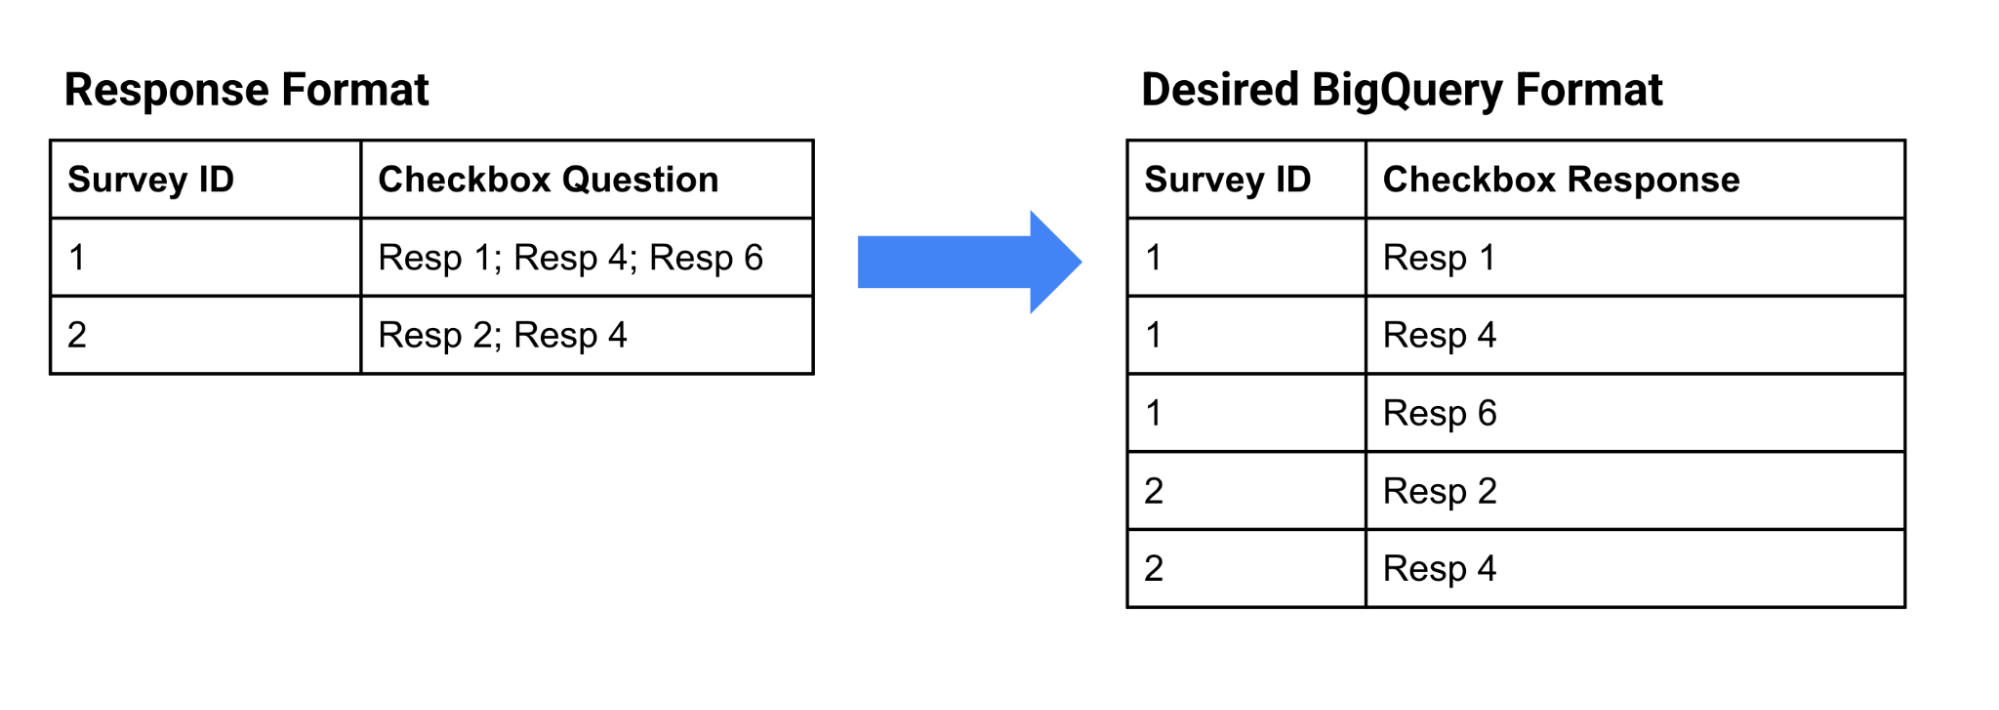 Response Format
Survey ID Checkbox Question
1 Resp 1; Resp 4; Resp 6
2 Resp 2; Resp 4
Desired BigQuery Format
Survey ID Checkbox Response
1 Resp 1
1 Resp 4
1 Resp 6
2 Resp 2
2 Resp 4